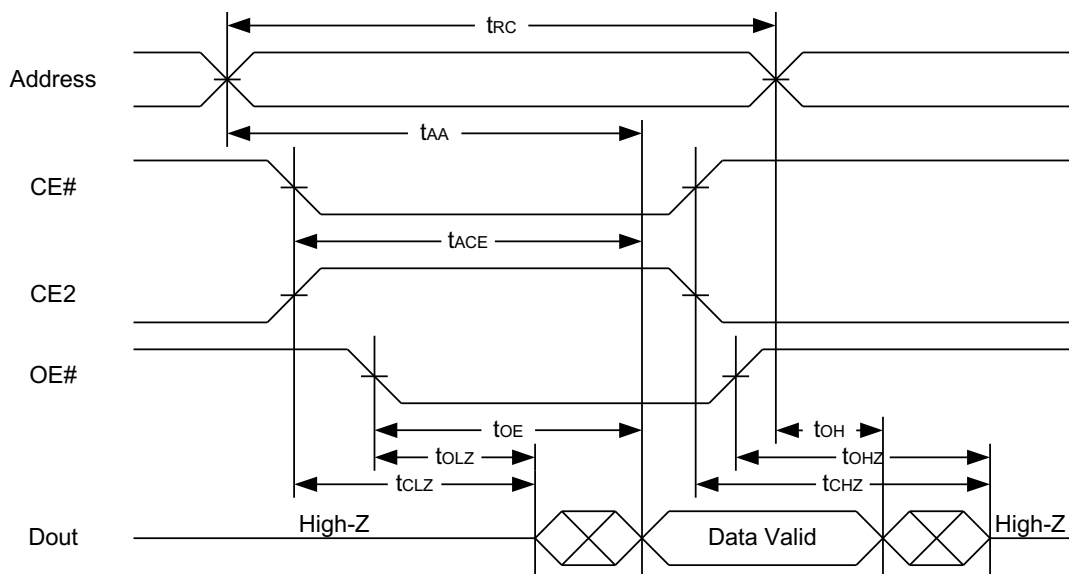 tRC
Address
tAA
CE#
tACE
CE2
OE#
tOE
tOH
tOLZ
tOHZ
tCLZ
tCHZ
High-Z
Data Valid
High-Z
Dout